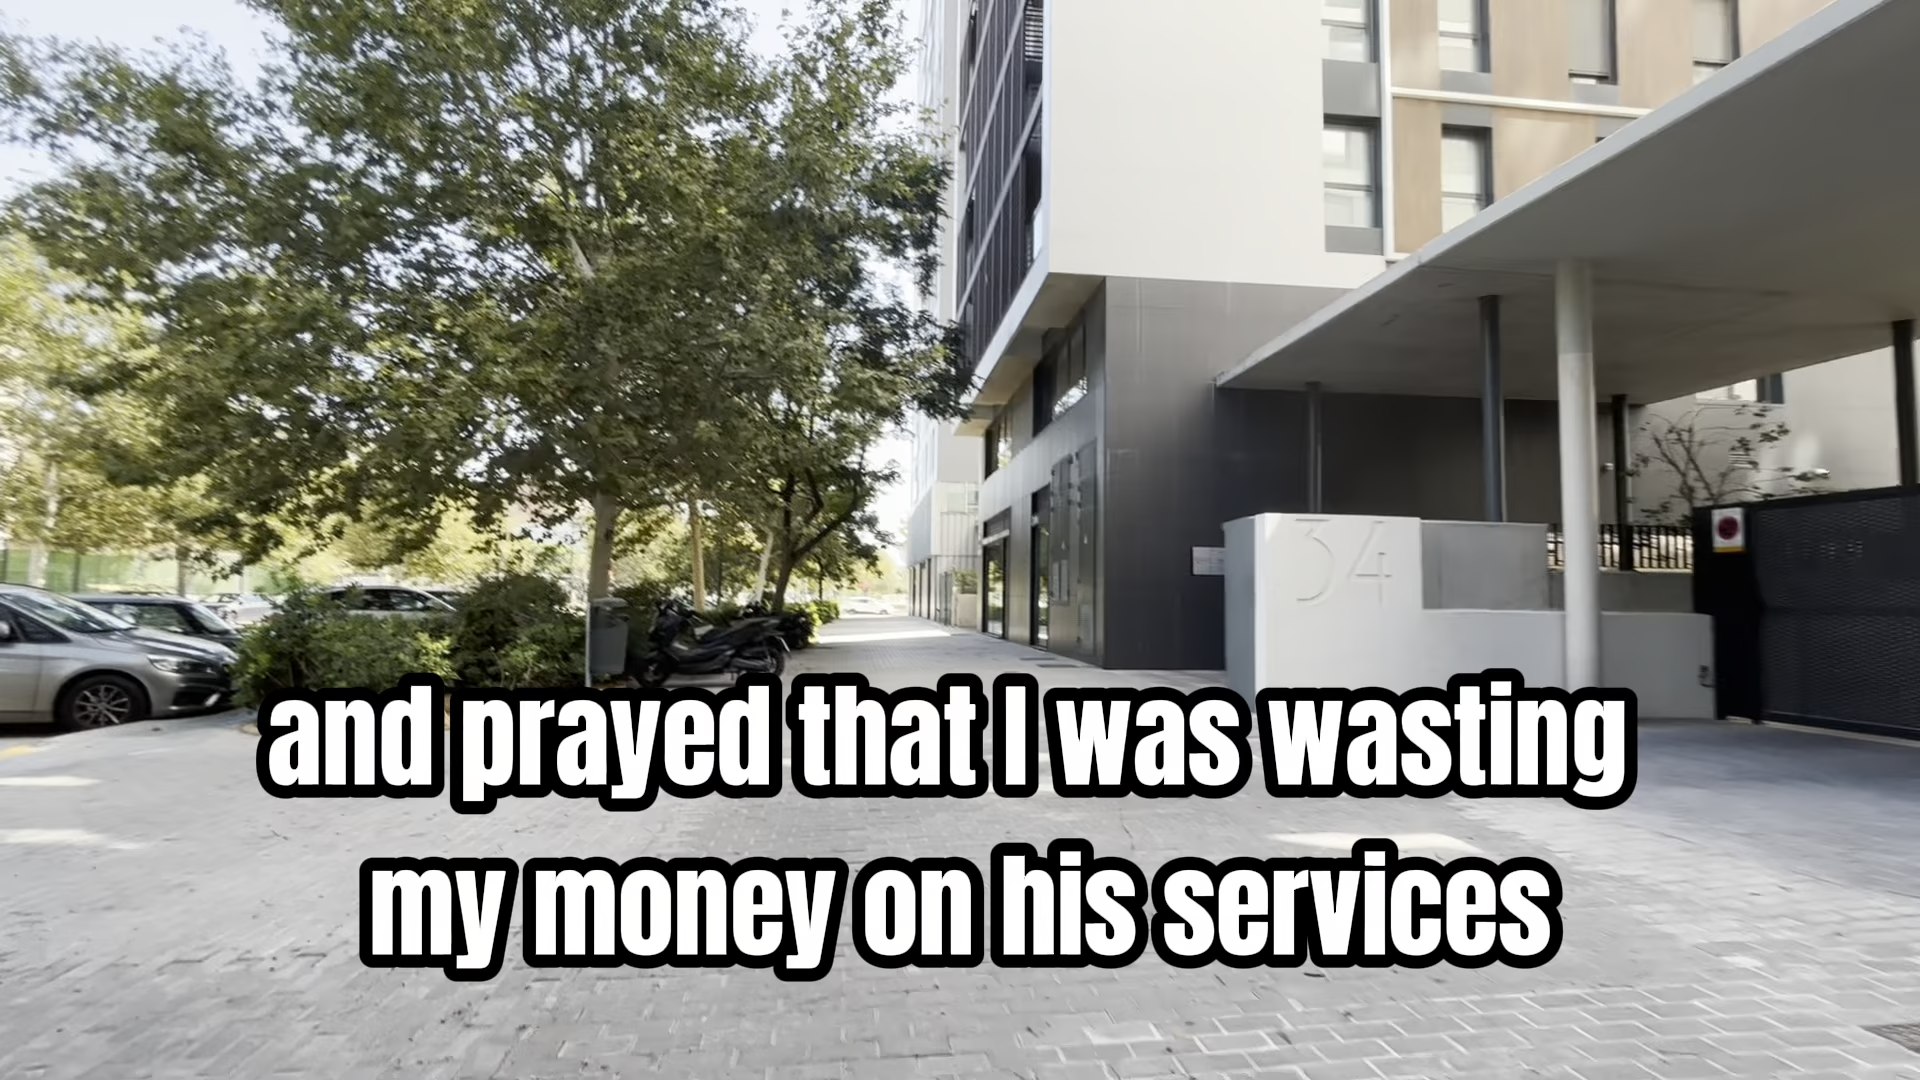 34
and prayed that I was wasting
my money on his services